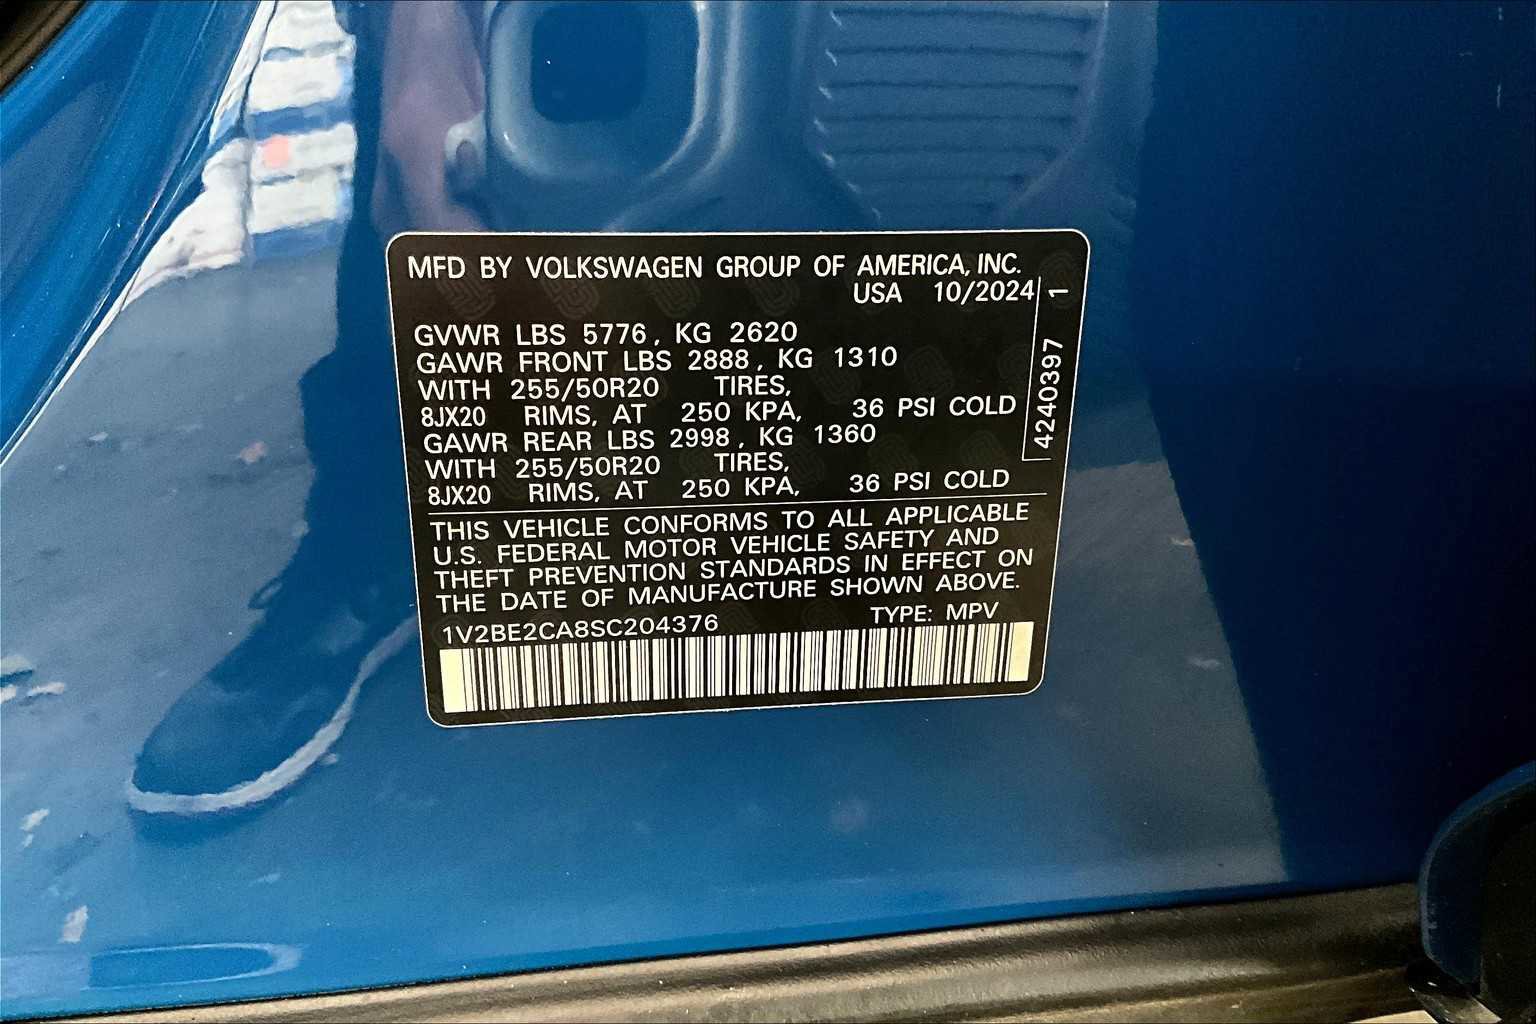 MFD BY VOLKSWAGEN GROUP OF AMERICA, INC.
USA 10/2024
GVWR LBS 5776, KG 2620
GAWR FRONT LBS 2888, KG 1310
WITH 255/50R20 TIRES,
8JX20 RIMS, AT 250 KPA, 36 PSI COLD
GAWR REAR LBS 2998, KG 1360
WITH 255/50R20 TIRES,
8JX20 RIMS, AT 250 KPA, 36 PSI COLD
4240397 1
THIS VEHICLE CONFORMS TO ALL APPLICABLE
U.S. FEDERAL MOTOR VEHICLE SAFETY AND
THEFT PREVENTION STANDARDS IN EFFECT ON
THE DATE OF MANUFACTURE SHOWN ABOVE.
1V2BE2CA8SC204376 TYPE: MPV